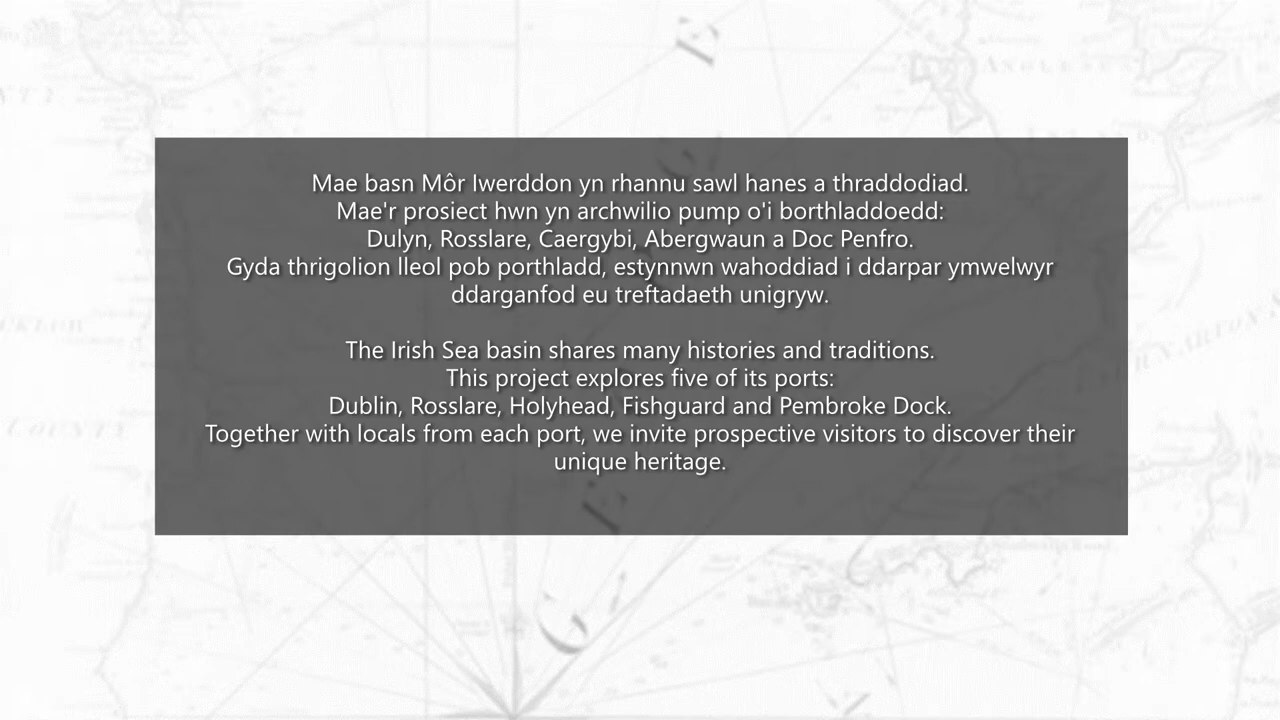 Mae basn Môr Iwerddon yn rhannu sawl hanes a thraddodiad.
Mae'r prosiect hwn yn archwilio pump o'i borthladdoedd:
Dulyn, Rosslare, Caergybi, Abergwaun a Doc Penfro.
Gyda thrigolion lleol pob porthladd, estynnwn wahoddiad i ddarpar ymwelwyr
ddarganfod eu treftadaeth unigryw.
The Irish Sea basin shares many histories and traditions.
This project explores five of its ports:
Dublin, Rosslare, Holyhead, Fishguard and Pembroke Dock.
Together with locals from each port, we invite prospective visitors to discover their
unique heritage.